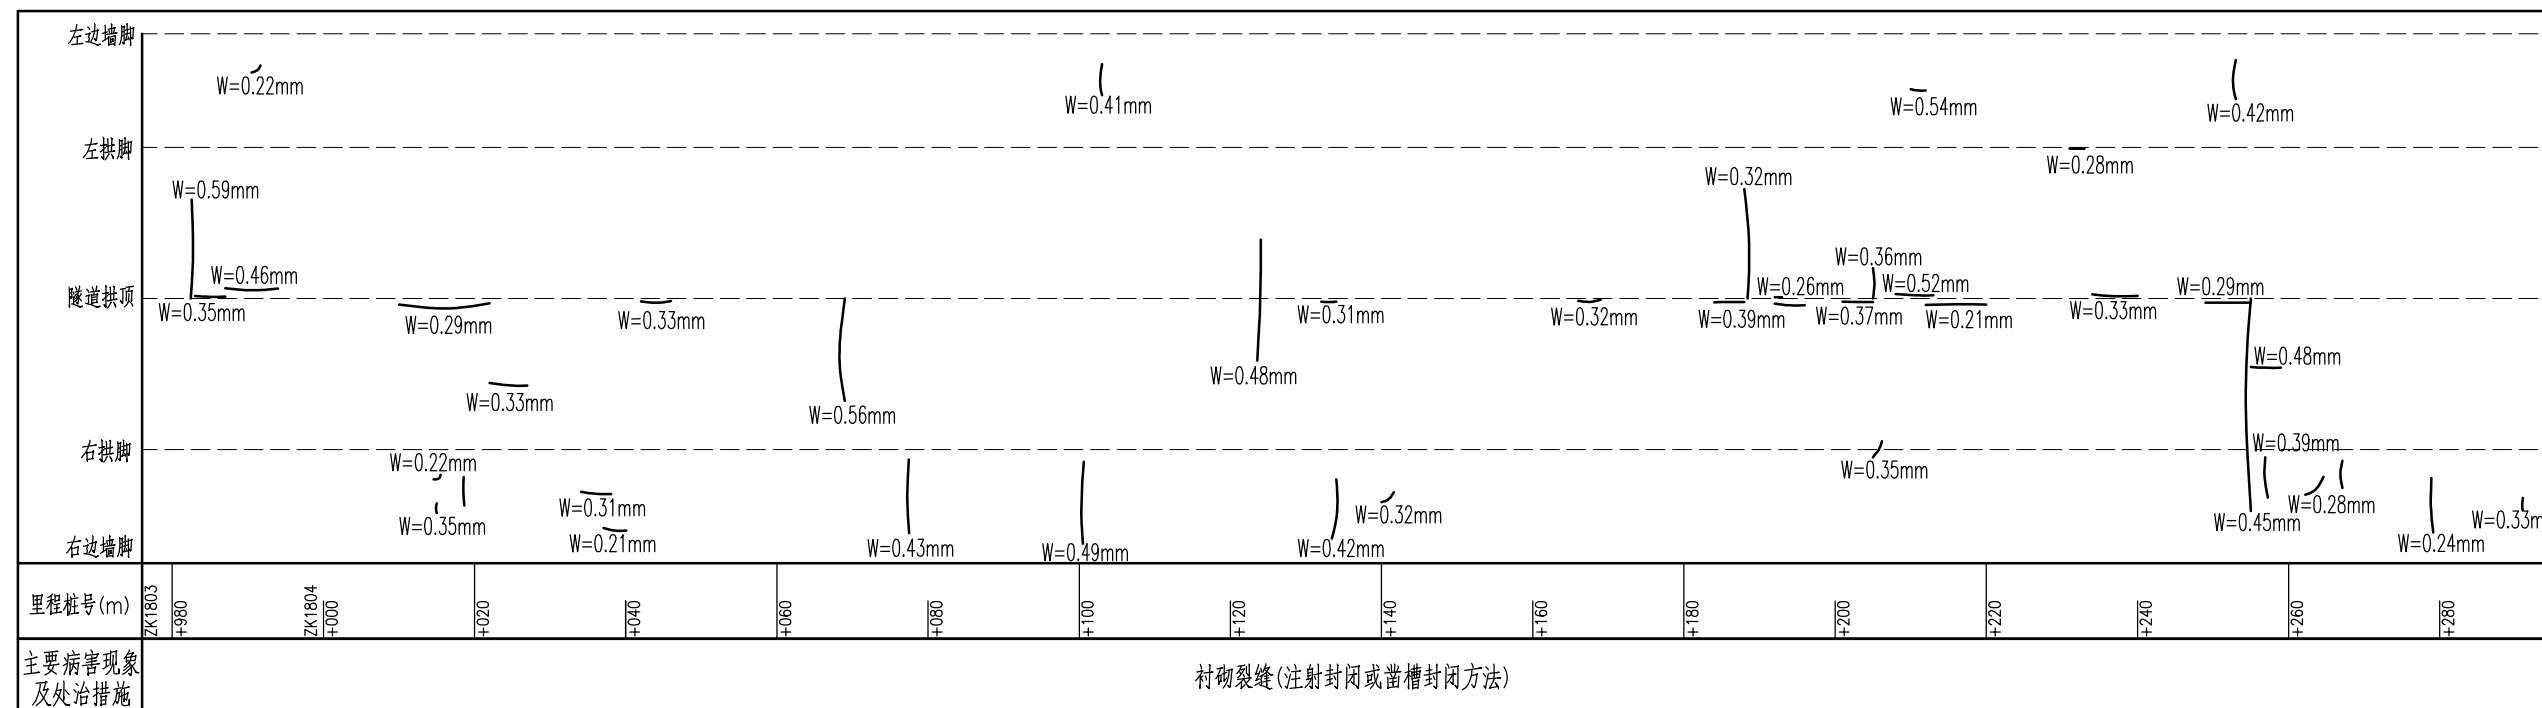 左边墙脚
W=0.22mm
W=0.41mm
W=0.54mm
W=0.42mm
左拱脚
W=0.28mm
W=0.59mm
W=0.32mm
W=0.46mm
W=0.36mm
W=0.26mm
W=0.52mm
W=0.29mm
隧道拱顶
W=0.35mm
W=0.29mm
W=0.33mm
W=0.31mm
W=0.32mm
W=0.39mm
W=0.37mm
W=0.21mm
W=0.33mm
W=0.48mm
W=0.48mm
W=0.33mm
W=0.56mm
右拱脚
W=0.39mm
W=0.22mm
W=0.35mm
W=0.31mm
W=0.28mm
W=0.32mm
W=0.35mm
W=0.45mm
W=0.33m
右边墙脚
W=0.21mm
W=0.43mm
W=0.49mm
W=0.42mm
W=0.24mm
里程桩号(m)
ZK1803
+980
ZK1804
+000
+020
+040
+060
+080
+100
+120
+140
+160
+180
+200
+220
+240
+260
+280
主要病害现象
及处治措施
衬砌裂缝(注射封闭或凿槽封闭方法)